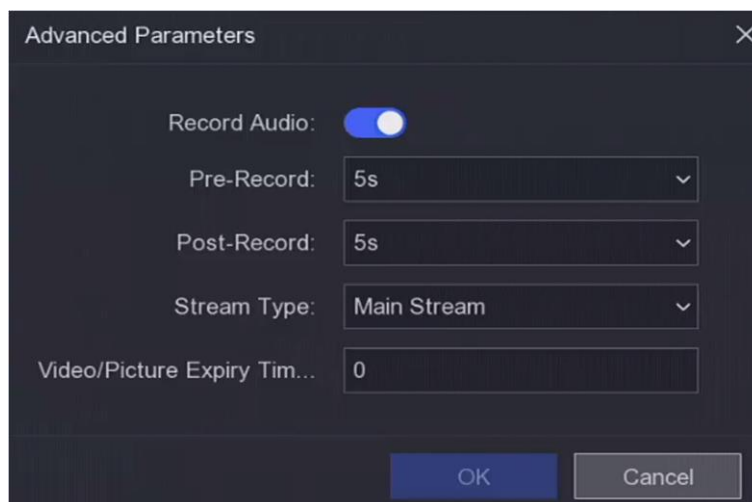 Advanced Parameters
Record Audio:
Pre-Record: 5s
Post-Record: 5s
Stream Type: Main Stream
Video/Picture Expiry Tim... 0
OK Cancel